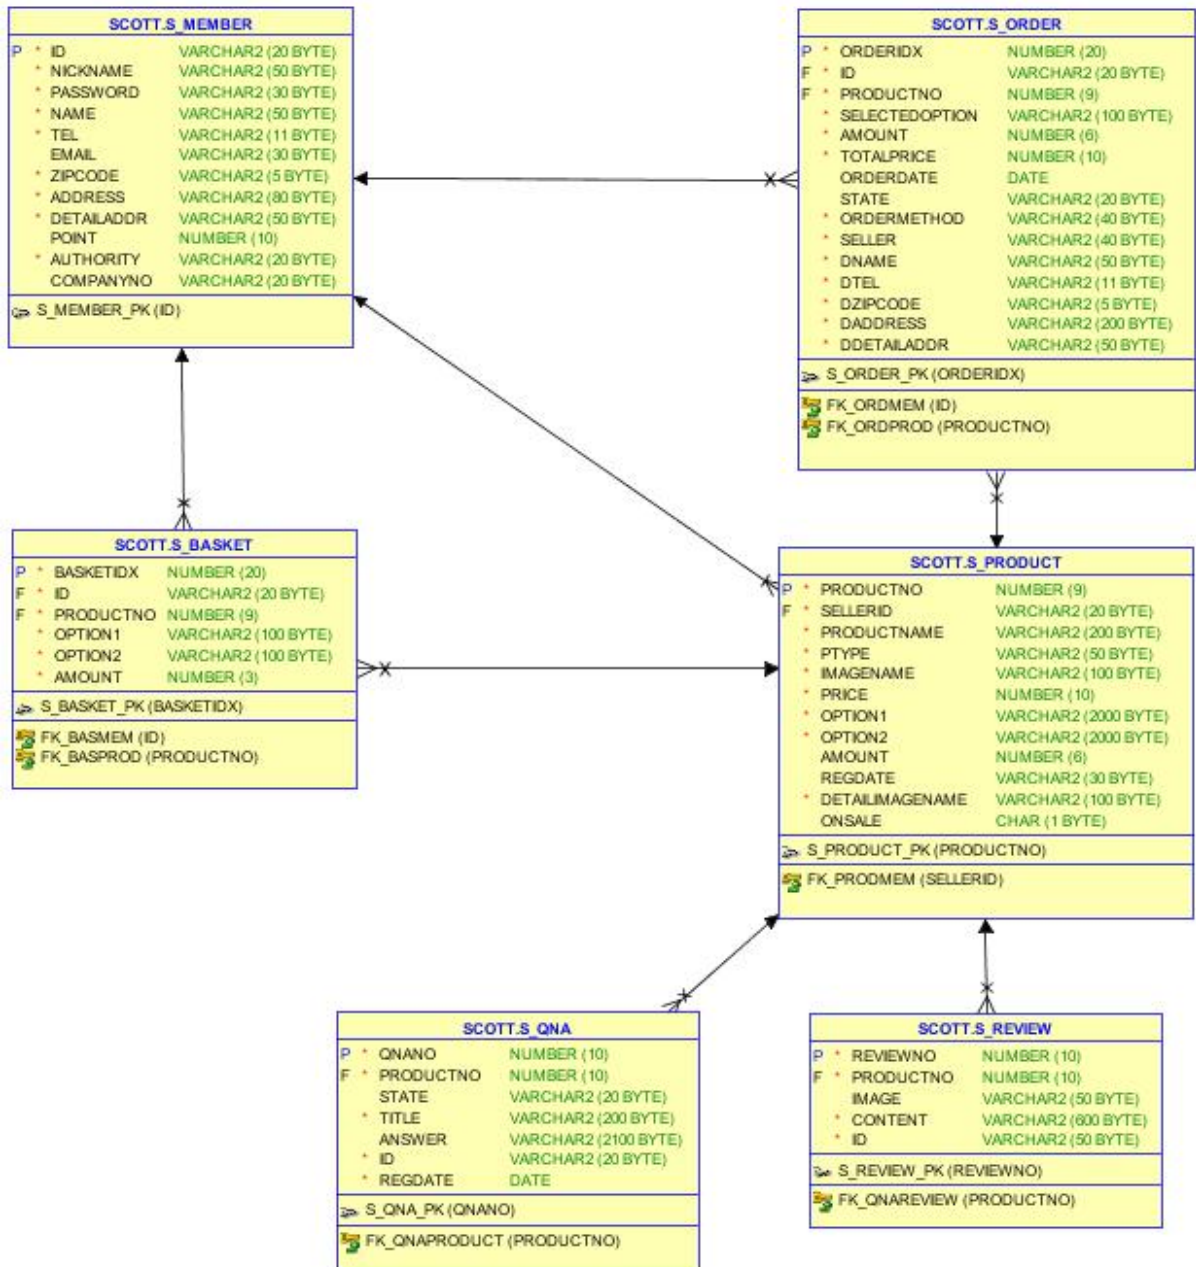 SCOTT.S_MEMBER
P * ID VARCHAR2 (20 BYTE)
* NICKNAME VARCHAR2 (50 BYTE)
* PASSWORD VARCHAR2 (30 BYTE)
* NAME VARCHAR2 (50 BYTE)
* TEL VARCHAR2 (11 BYTE)
EMAIL VARCHAR2 (30 BYTE)
* ZIPCODE VARCHAR2 (5 BYTE)
* ADDRESS VARCHAR2 (80 BYTE)
* DETAILADDR VARCHAR2 (50 BYTE)
POINT NUMBER (10)
* AUTHORITY VARCHAR2 (20 BYTE)
COMPANYNO VARCHAR2 (20 BYTE)
S_MEMBER_PK (ID)
SCOTT.S_ORDER
P * ORDERIDX NUMBER (20)
F * ID VARCHAR2 (20 BYTE)
F * PRODUCTNO NUMBER (9)
* SELECTEDOPTION VARCHAR2 (100 BYTE)
* AMOUNT NUMBER (6)
* TOTALPRICE NUMBER (10)
ORDERDATE DATE
STATE VARCHAR2 (20 BYTE)
* ORDERMETHOD VARCHAR2 (40 BYTE)
* SELLER VARCHAR2 (40 BYTE)
* DNAME VARCHAR2 (50 BYTE)
* DTEL VARCHAR2 (11 BYTE)
* DZIPCODE VARCHAR2 (5 BYTE)
* DADDRESS VARCHAR2 (200 BYTE)
* DDETAILADDR VARCHAR2 (50 BYTE)
S_ORDER_PK (ORDERIDX)
FK_ORDMEM (ID)
FK_ORDPROD (PRODUCTNO)
SCOTT.S_BASKET
P * BASKETIDX NUMBER (20)
F * ID VARCHAR2 (20 BYTE)
F * PRODUCTNO NUMBER (9)
* OPTION1 VARCHAR2 (100 BYTE)
* OPTION2 VARCHAR2 (100 BYTE)
* AMOUNT NUMBER (3)
S_BASKET_PK (BASKETIDX)
FK_BASMEM (ID)
FK_BASPROD (PRODUCTNO)
SCOTT.S_PRODUCT
P * PRODUCTNO NUMBER (9)
F * SELLERID VARCHAR2 (20 BYTE)
* PRODUCTNAME VARCHAR2 (200 BYTE)
* PTYPE VARCHAR2 (50 BYTE)
* IMAGENAME VARCHAR2 (100 BYTE)
* PRICE NUMBER (10)
* OPTION1 VARCHAR2 (2000 BYTE)
* OPTION2 VARCHAR2 (2000 BYTE)
AMOUNT NUMBER (6)
REGDATE VARCHAR2 (30 BYTE)
* DETAILIMAGENAME VARCHAR2 (100 BYTE)
ONSALE CHAR (1 BYTE)
S_PRODUCT_PK (PRODUCTNO)
FK_PRODMEM (SELLERID)
SCOTT.S_QNA
P * QNANO NUMBER (10)
F * PRODUCTNO NUMBER (10)
STATE VARCHAR2 (20 BYTE)
* TITLE VARCHAR2 (200 BYTE)
ANSWER VARCHAR2 (2100 BYTE)
* ID VARCHAR2 (20 BYTE)
* REGDATE DATE
S_QNA_PK (QNANO)
FK_QNAPRODUCT (PRODUCTNO)
SCOTT.S_REVIEW
P * REVIEWNO NUMBER (10)
F * PRODUCTNO NUMBER (10)
IMAGE VARCHAR2 (50 BYTE)
* CONTENT VARCHAR2 (600 BYTE)
* ID VARCHAR2 (50 BYTE)
S_REVIEW_PK (REVIEWNO)
FK_QNAREVIEW (PRODUCTNO)